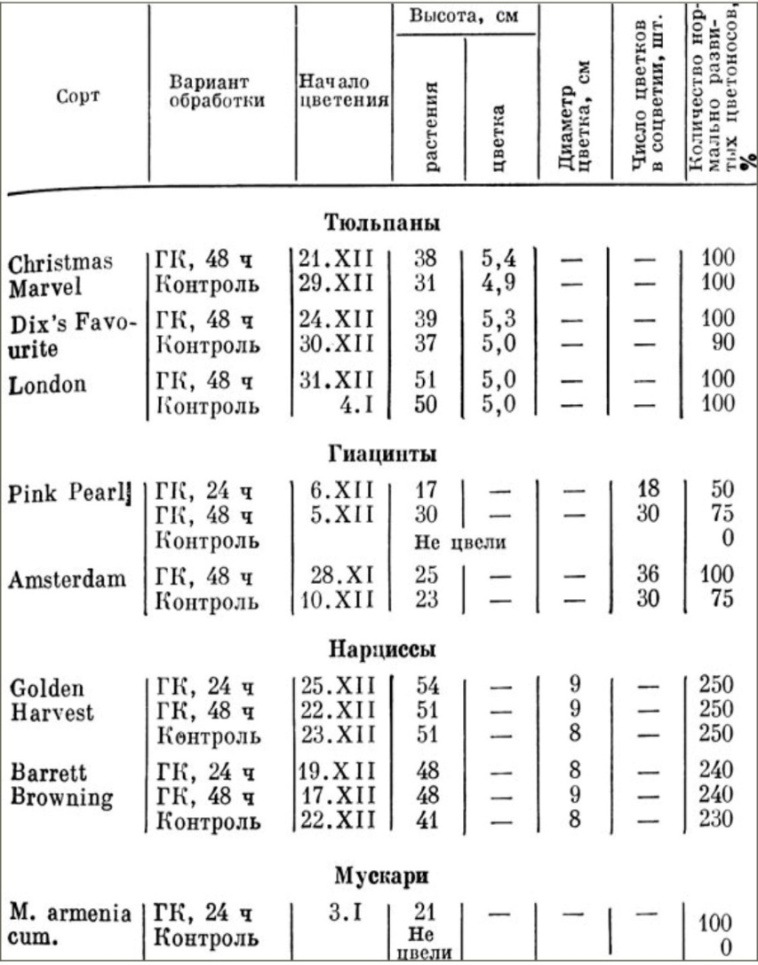 Сорт
Вариант обработки
Начало цветения
Высота, см
растения
цветка
Диаметр цветка, см
Число цветков в соцветии, шт.
Количество нормально развитых цветоносов, %
Тюльпаны
Christmas ГК, 48 ч 21.XII 38 5,4 — — 100
Marvel Контроль 29.XII 31 4,9 — — 100
Dix's Favo- ГК, 48 ч 24.XII 39 5,3 — — 100
urite Контроль 30.XII 37 5,0 — — 90
London ГК, 48 ч 31.XII 51 5,0 — — 100
Контроль 4.I 50 5,0 — — 100
Гиацинты
Pink Pearl ГК, 24 ч 6.XII 17 — — 18 50
ГК, 48 ч 5.XII 30 — — 30 75
Контроль Не цвели 0
Amsterdam ГК, 48 ч 28.XI 25 — — 36 100
Контроль 10.XII 23 — — 30 75
Нарциссы
Golden ГК, 24 ч 25.XII 54 — 9 — 250
Harvest ГК, 48 ч 22.XII 51 — 9 — 250
Контроль 23.XII 51 — 8 — 250
Barrett ГК, 24 ч 19.XII 48 — 8 — 240
Browning ГК, 48 ч 17.XII 48 — 9 — 240
Контроль 22.XII 41 — 8 — 230
Мускари
M. armenia ГК, 24 ч 3.I 21 — — — 100
cum. Контроль Не цвели 0